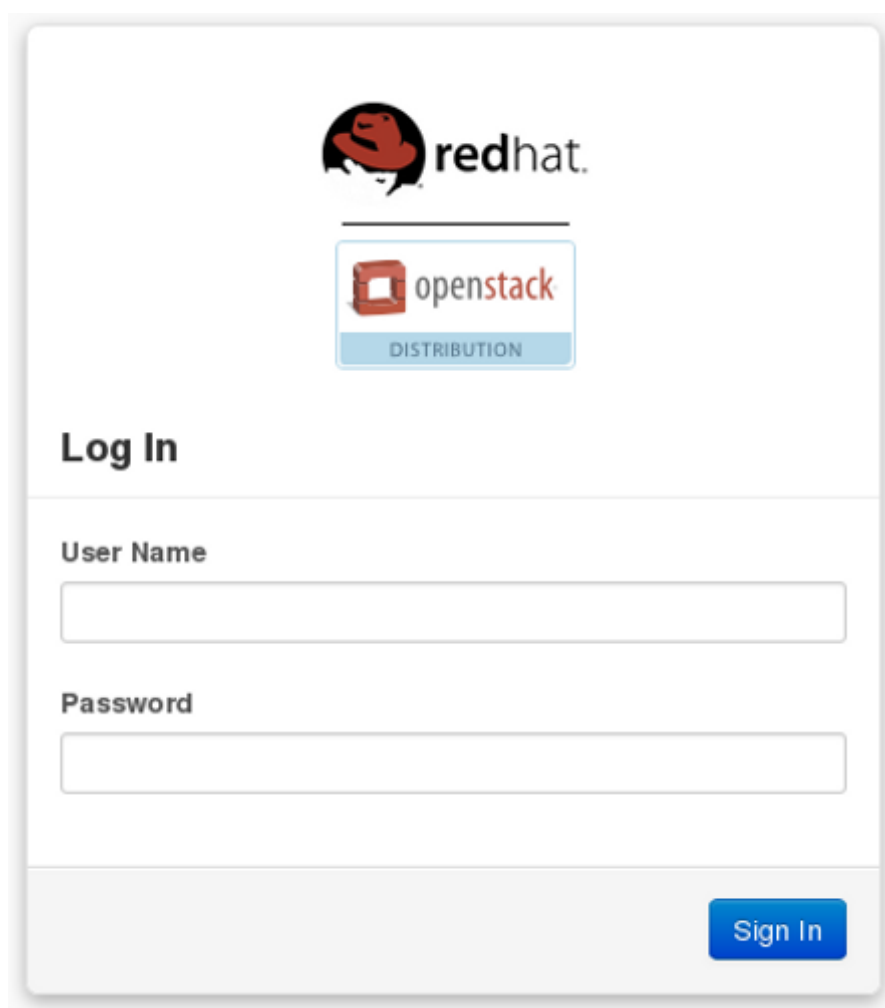 redhat.
openstack
DISTRIBUTION
Log In
User Name
Password
Sign In